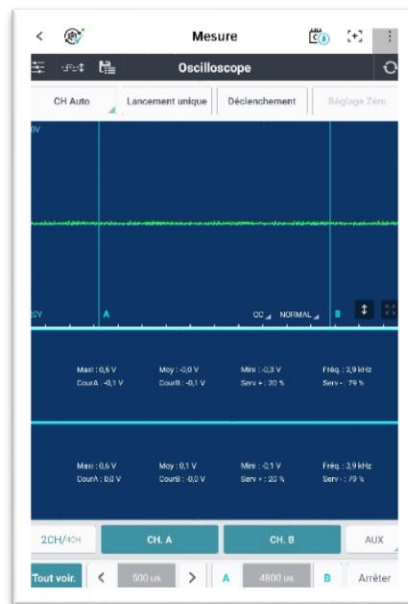 Mesure
Oscilloscope
CH Auto Lancement unique Déclenchement Réglage Zéro
0V
20V A CC NORMAL B
Maxi : 0,6 V Moy : -0,0 V Mini : -0,3 V Fréq. : 2,9 kHz
CourA : -0,1 V CourB : -0,1 V Serv + : 20 % Serv - : 79 %
Maxi : 0,6 V Moy : 0,1 V Mini : -0,1 V Fréq. : 3,9 kHz
CourA : 0,0 V CourB : -0,0 V Serv + : 20 % Serv - : 79 %
2CH/4CH CH. A CH. B AUX
Tout voir. < 500 us > A 4800 us B Arrêter